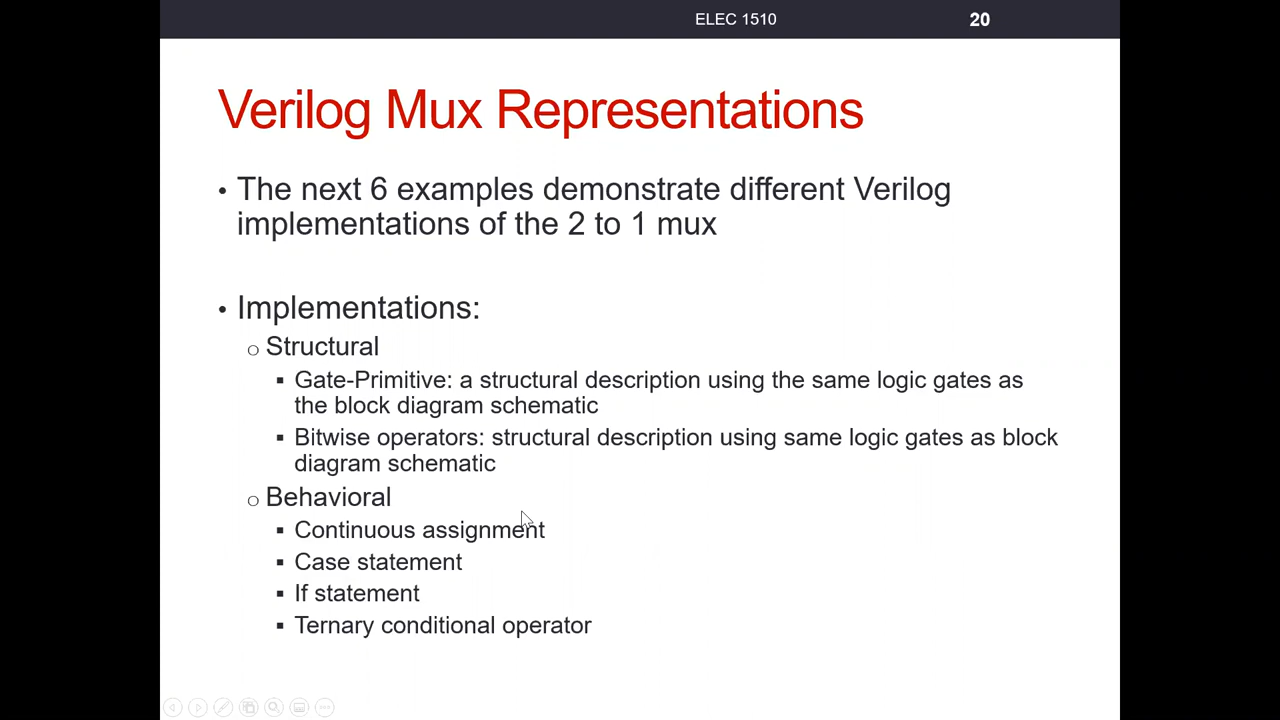 ELEC 1510
20
Verilog Mux Representations
• The next 6 examples demonstrate different Verilog
implementations of the 2 to 1 mux
• Implementations:
o Structural
▪ Gate-Primitive: a structural description using the same logic gates as
the block diagram schematic
▪ Bitwise operators: structural description using same logic gates as block
diagram schematic
o Behavioral
▪ Continuous assignment
▪ Case statement
▪ If statement
▪ Ternary conditional operator